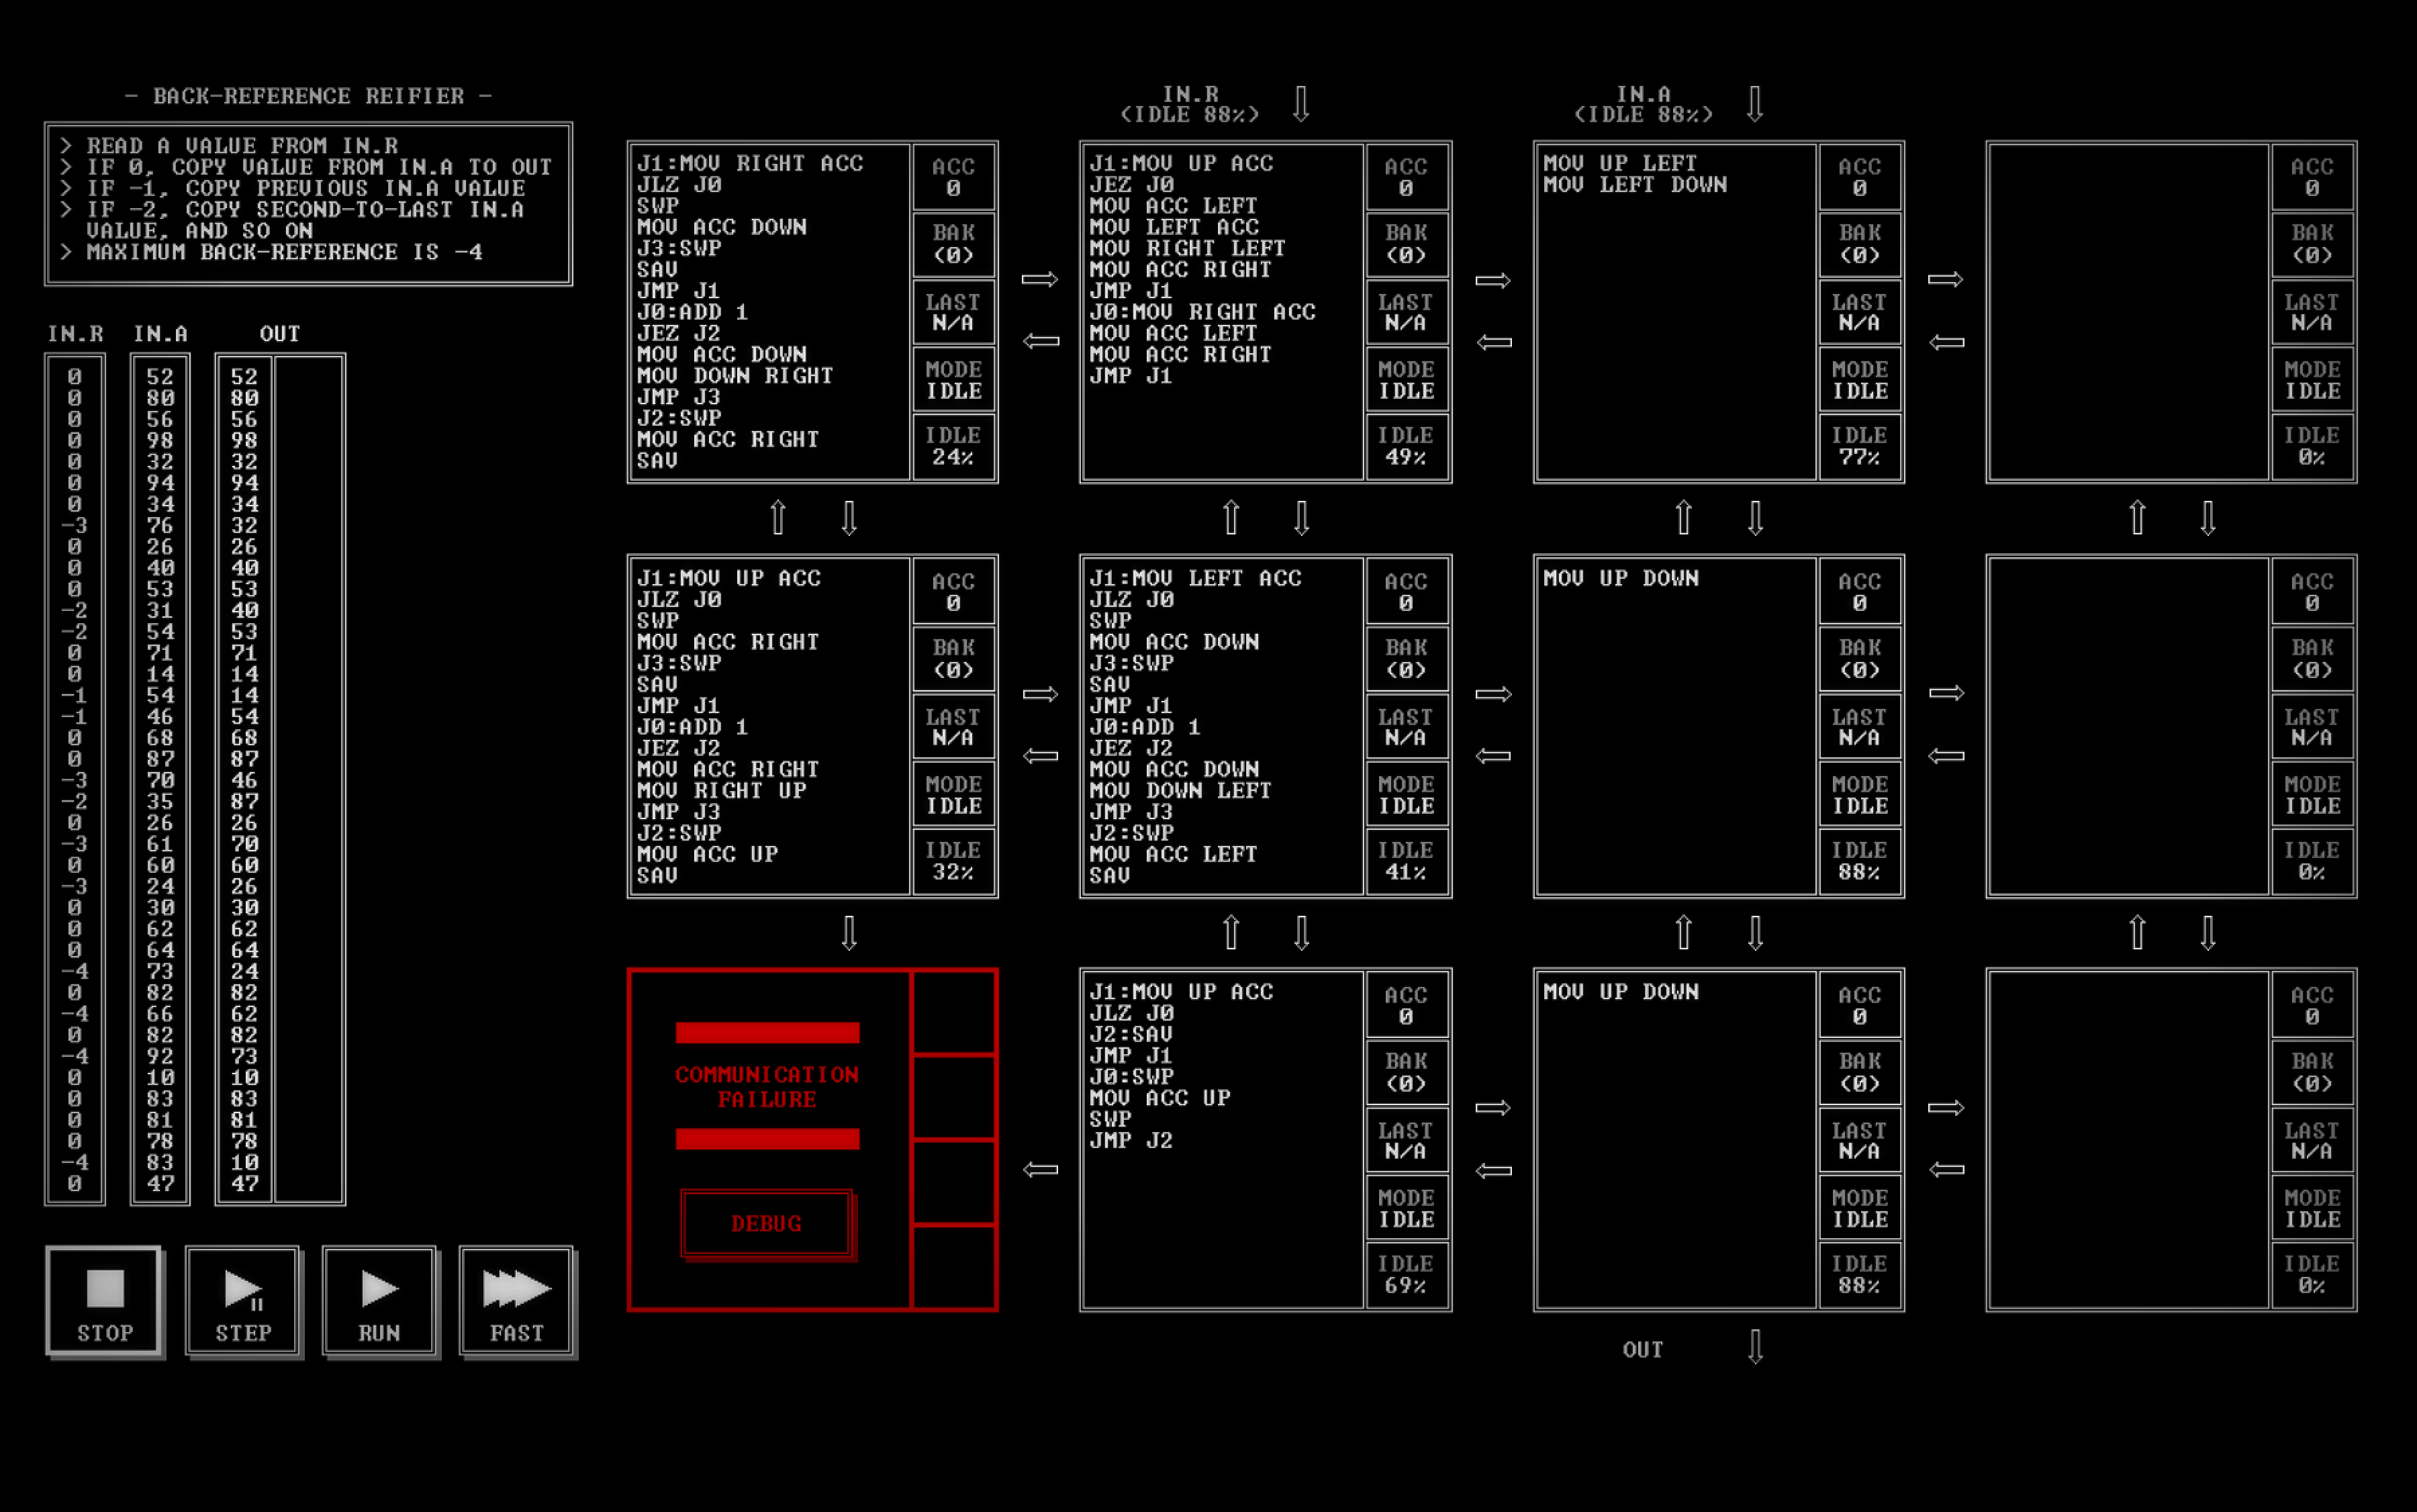 - BACK-REFERENCE REIFIER -
> READ A VALUE FROM IN.R
> IF 0, COPY VALUE FROM IN.A TO OUT
> IF -1, COPY PREVIOUS IN.A VALUE
> IF -2, COPY SECOND-TO-LAST IN.A
VALUE, AND SO ON
> MAXIMUM BACK-REFERENCE IS -4
IN.R IN.A OUT
0 52 52
0 80 80
0 56 56
0 98 98
0 32 32
0 94 94
0 34 34
-3 76 32
0 26 26
0 40 40
0 53 53
-2 31 40
-2 54 53
0 71 71
0 14 14
-1 54 14
-1 46 54
0 68 68
0 87 87
-3 70 46
-2 35 87
0 26 26
-3 61 70
0 60 60
-3 24 26
0 30 30
0 62 62
0 64 64
-4 73 24
0 82 82
-4 66 62
0 82 82
-4 92 73
0 10 10
0 83 83
0 81 81
0 78 78
-4 83 10
0 47 47
STOP
STEP
RUN
FAST
IN.R
(IDLE 88%)
IN.A
(IDLE 88%)
J1:MOV RIGHT ACC
JLZ J0
SWP
MOV ACC DOWN
J3:SWP
SAV
JMP J1
J0:ADD 1
JEZ J2
MOV ACC DOWN
MOV DOWN RIGHT
JMP J3
J2:SWP
MOV ACC RIGHT
SAV
ACC
0
BAK
(0)
LAST
N/A
MODE
IDLE
IDLE
24%
J1:MOV UP ACC
JEZ J0
MOV ACC LEFT
MOV LEFT ACC
MOV RIGHT LEFT
MOV ACC RIGHT
JMP J1
J0:MOV RIGHT ACC
MOV ACC LEFT
MOV ACC RIGHT
JMP J1
ACC
0
BAK
(0)
LAST
N/A
MODE
IDLE
IDLE
49%
MOV UP LEFT
MOV LEFT DOWN
ACC
0
BAK
(0)
LAST
N/A
MODE
IDLE
IDLE
77%
ACC
0
BAK
(0)
LAST
N/A
MODE
IDLE
IDLE
0%
J1:MOV UP ACC
JLZ J0
SWP
MOV ACC RIGHT
J3:SWP
SAV
JMP J1
J0:ADD 1
JEZ J2
MOV ACC RIGHT
MOV RIGHT UP
JMP J3
J2:SWP
MOV ACC UP
SAV
ACC
0
BAK
(0)
LAST
N/A
MODE
IDLE
IDLE
32%
J1:MOV LEFT ACC
JLZ J0
SWP
MOV ACC DOWN
J3:SWP
SAV
JMP J1
J0:ADD 1
JEZ J2
MOV ACC DOWN
MOV DOWN LEFT
JMP J3
J2:SWP
MOV ACC LEFT
SAV
ACC
0
BAK
(0)
LAST
N/A
MODE
IDLE
IDLE
41%
MOV UP DOWN
ACC
0
BAK
(0)
LAST
N/A
MODE
IDLE
IDLE
88%
ACC
0
BAK
(0)
LAST
N/A
MODE
IDLE
IDLE
0%
COMMUNICATION
FAILURE
DEBUG
J1:MOV UP ACC
JLZ J0
J2:SAV
JMP J1
J0:SWP
MOV ACC UP
SWP
JMP J2
ACC
0
BAK
(0)
LAST
N/A
MODE
IDLE
IDLE
69%
MOV UP DOWN
ACC
0
BAK
(0)
LAST
N/A
MODE
IDLE
IDLE
88%
ACC
0
BAK
(0)
LAST
N/A
MODE
IDLE
IDLE
0%
OUT